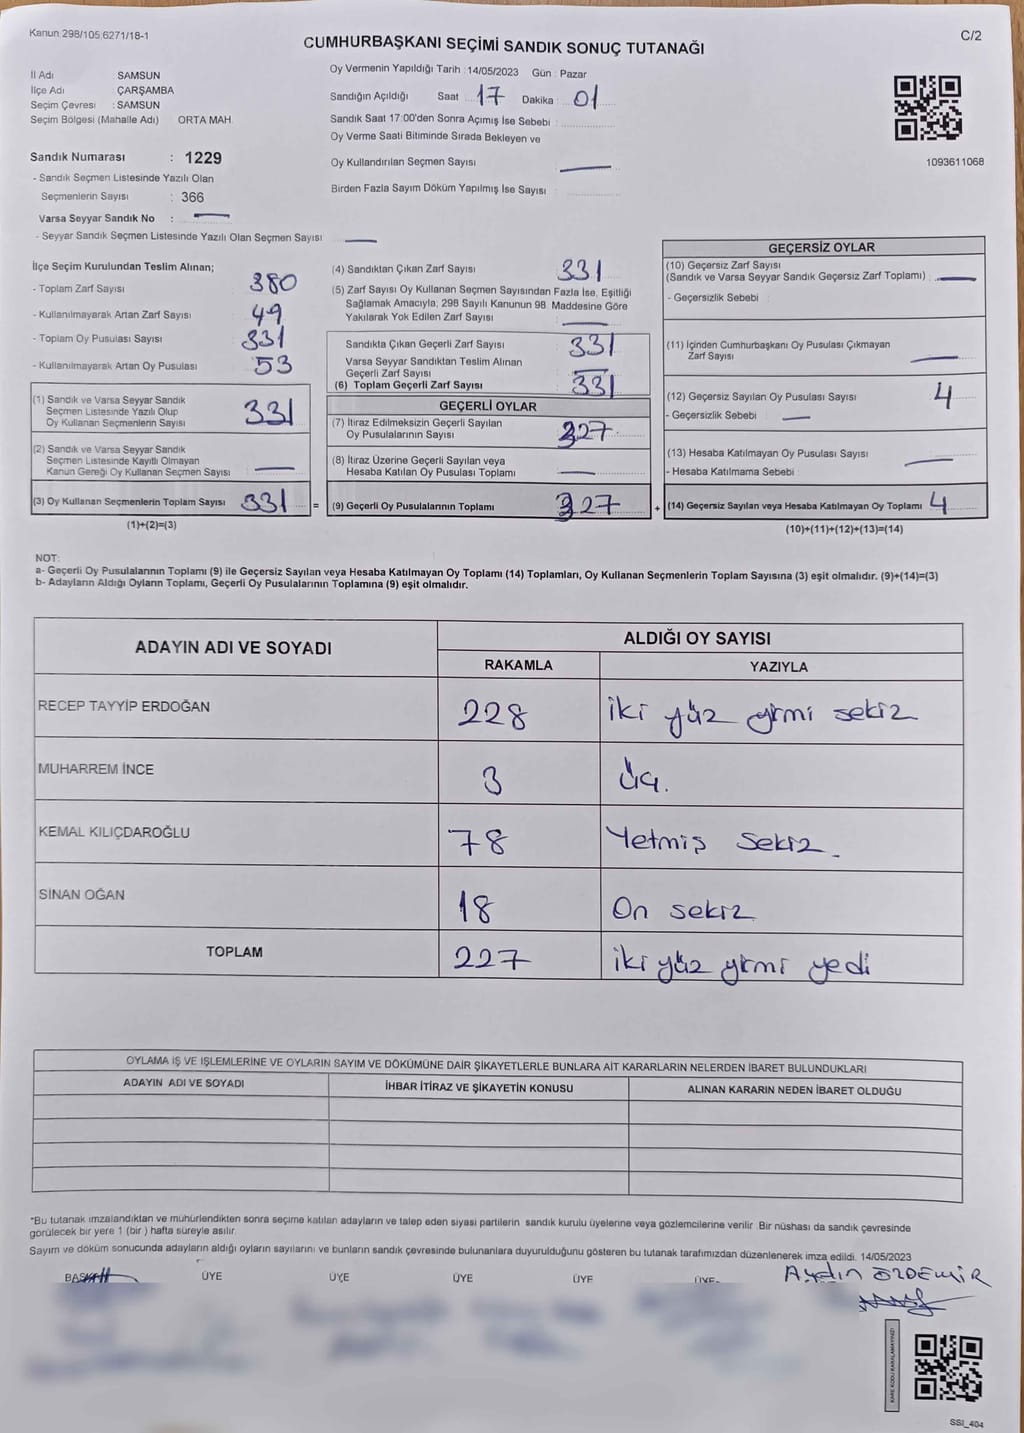 Kanun 298/105 6271/18-1
C/2
CUMHURBAŞKANI SEÇİMİ SANDIK SONUÇ TUTANAĞI
İl Adı SAMSUN
İlçe Adı ÇARŞAMBA
Seçim Çevresi : SAMSUN
Seçim Bölgesi (Mahalle Adı) ORTA MAH.
Oy Vermenin Yapıldığı Tarih : 14/05/2023 Gün : Pazar
Sandığın Açıldığı Saat 17 Dakika 01
Sandık Saat 17:00'den Sonra Açımış İse Sebebi
Oy Verme Saati Bitiminde Sırada Bekleyen ve
Oy Kullandırılan Seçmen Sayısı —
Birden Fazla Sayım Döküm Yapılmış İse Sayısı
1093611068
Sandık Numarası : 1229
- Sandık Seçmen Listesinde Yazılı Olan
Seçmenlerin Sayısı : 366
Varsa Seyyar Sandık No : —
- Seyyar Sandık Seçmen Listesinde Yazılı Olan Seçmen Sayısı —
İlçe Seçim Kurulundan Teslim Alınan;
- Toplam Zarf Sayısı 380
- Kullanılmayarak Artan Zarf Sayısı 49
- Toplam Oy Pusulası Sayısı 331
- Kullanılmayarak Artan Oy Pusulası 53
(1) Sandık ve Varsa Seyyar Sandık
Seçmen Listesinde Yazılı Olup
Oy Kullanan Seçmenlerin Sayısı 331
(2) Sandık ve Varsa Seyyar Sandık
Seçmen Listesinde Kayıtlı Olmayan
Kanun Gereği Oy Kullanan Seçmen Sayısı —
(3) Oy Kullanan Seçmenlerin Toplam Sayısı 331 =
(1)+(2)=(3)
(4) Sandıktan Çıkan Zarf Sayısı 331
(5) Zarf Sayısı Oy Kullanan Seçmen Sayısından Fazla İse, Eşitliği
Sağlamak Amacıyla, 298 Sayılı Kanunun 98. Maddesine Göre
Yakılarak Yok Edilen Zarf Sayısı —
Sandıkta Çıkan Geçerli Zarf Sayısı 331
Varsa Seyyar Sandıktan Teslim Alınan
Geçerli Zarf Sayısı —
(6) Toplam Geçerli Zarf Sayısı 331
GEÇERLİ OYLAR
(7) İtiraz Edilmeksizin Geçerli Sayılan
Oy Pusulalarının Sayısı 327
(8) İtiraz Üzerine Geçerli Sayılan veya
Hesaba Katılan Oy Pusulası Toplamı —
(9) Geçerli Oy Pusulalarının Toplamı 327 +
GEÇERSİZ OYLAR
(10) Geçersiz Zarf Sayısı
(Sandık ve Varsa Seyyar Sandık Geçersiz Zarf Toplamı) —
- Geçersizlik Sebebi
(11) İçinden Cumhurbaşkanı Oy Pusulası Çıkmayan
Zarf Sayısı —
(12) Geçersiz Sayılan Oy Pusulası Sayısı 4
- Geçersizlik Sebebi —
(13) Hesaba Katılmayan Oy Pusulası Sayısı —
- Hesaba Katılmama Sebebi
(14) Geçersiz Sayılan veya Hesaba Katılmayan Oy Toplamı 4
(10)+(11)+(12)+(13)=(14)
NOT:
a- Geçerli Oy Pusulalarının Toplamı (9) ile Geçersiz Sayılan veya Hesaba Katılmayan Oy Toplamı (14) Toplamları, Oy Kullanan Seçmenlerin Toplam Sayısına (3) eşit olmalıdır. (9)+(14)=(3)
b- Adayların Aldığı Oyların Toplamı, Geçerli Oy Pusulalarının Toplamına (9) eşit olmalıdır.
ADAYIN ADI VE SOYADI
ALDIĞI OY SAYISI
RAKAMLA YAZIYLA
RECEP TAYYİP ERDOĞAN 228 iki yüz yirmi sekiz
MUHARREM İNCE 3 Üç.
KEMAL KILIÇDAROĞLU 78 Yetmiş Sekiz.
SİNAN OĞAN 18 On sekiz
TOPLAM 227 iki yüz yirmi yedi
OYLAMA İŞ VE İŞLEMLERİNE VE OYLARIN SAYIM VE DÖKÜMÜNE DAİR ŞİKAYETLERLE BUNLARA AİT KARARLARIN NELERDEN İBARET BULUNDUKLARI
ADAYIN ADI VE SOYADI İHBAR İTİRAZ VE ŞİKAYETİN KONUSU ALINAN KARARIN NEDEN İBARET OLDUĞU
*Bu tutanak imzalandıktan ve mühürlendikten sonra seçime katılan adayların ve talep eden siyasi partilerin sandık kurulu üyelerine veya gözlemcilerine verilir. Bir nüshası da sandık çevresinde
görülecek bir yere 1 (bir) hafta süreyle asılır.
Sayım ve döküm sonucunda adayların aldığı oyların sayılarını ve bunların sandık çevresinde bulunanlara duyurulduğunu gösteren bu tutanak tarafımızdan düzenlenerek imza edildi. 14/05/2023
BAŞKAN ÜYE ÜYE ÜYE ÜYE ÜYE
Aydın ÖZDEMİR
KARE KODU KARALAMAYINIZ!
SSI_404